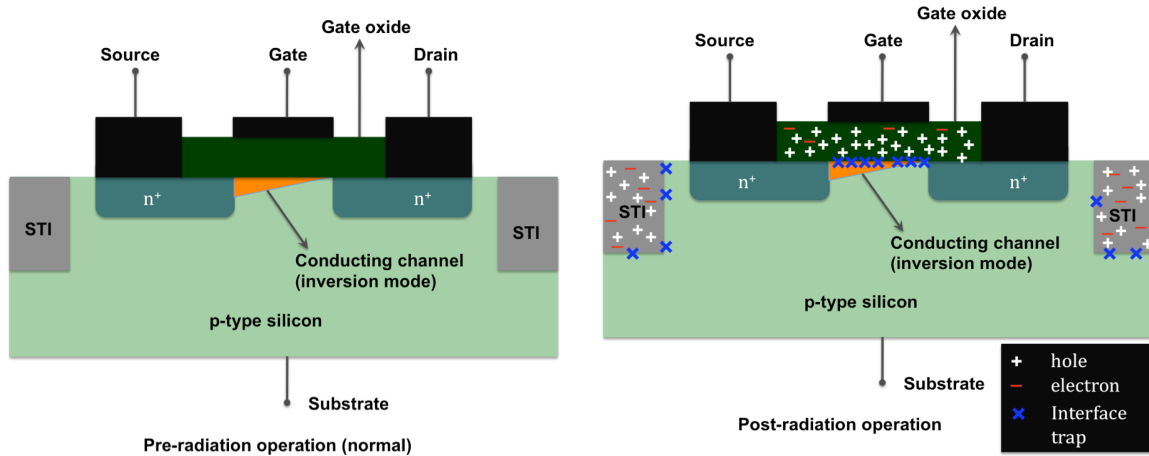 Gate oxide
Source
Gate
Drain
n+
n+
STI
STI
Conducting channel
(inversion mode)
p-type silicon
Substrate
Pre-radiation operation (normal)
Gate oxide
Source
Gate
Drain
n+
n+
STI
STI
Conducting channel
(inversion mode)
p-type silicon
Substrate
Post-radiation operation
+ hole
− electron
× Interface
trap